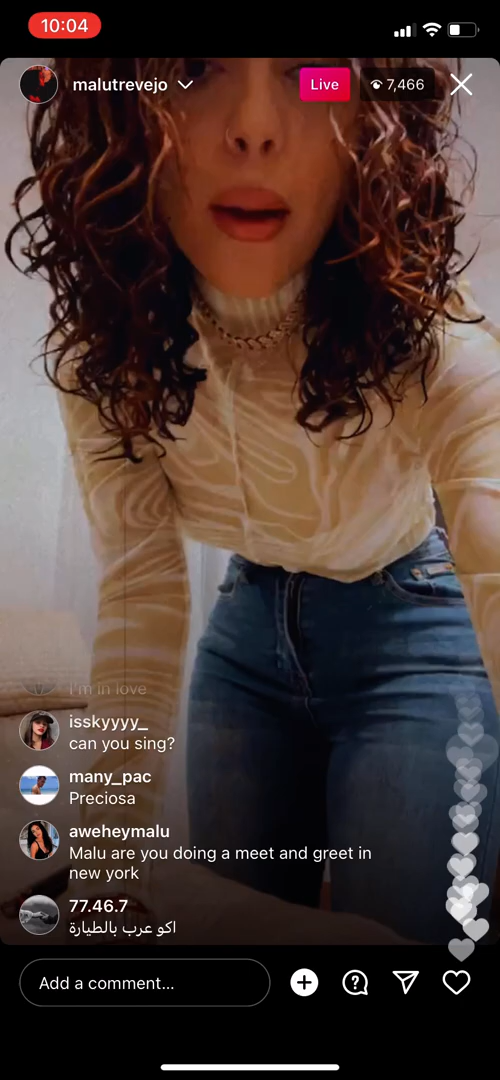 10:04
malutrevejo
Live
7,466
I'm in love
isskyyyy_
can you sing?
many_pac
Preciosa
aweheymalu
Malu are you doing a meet and greet in
new york
77.46.7
اكو عرب بالطيارة
Add a comment...